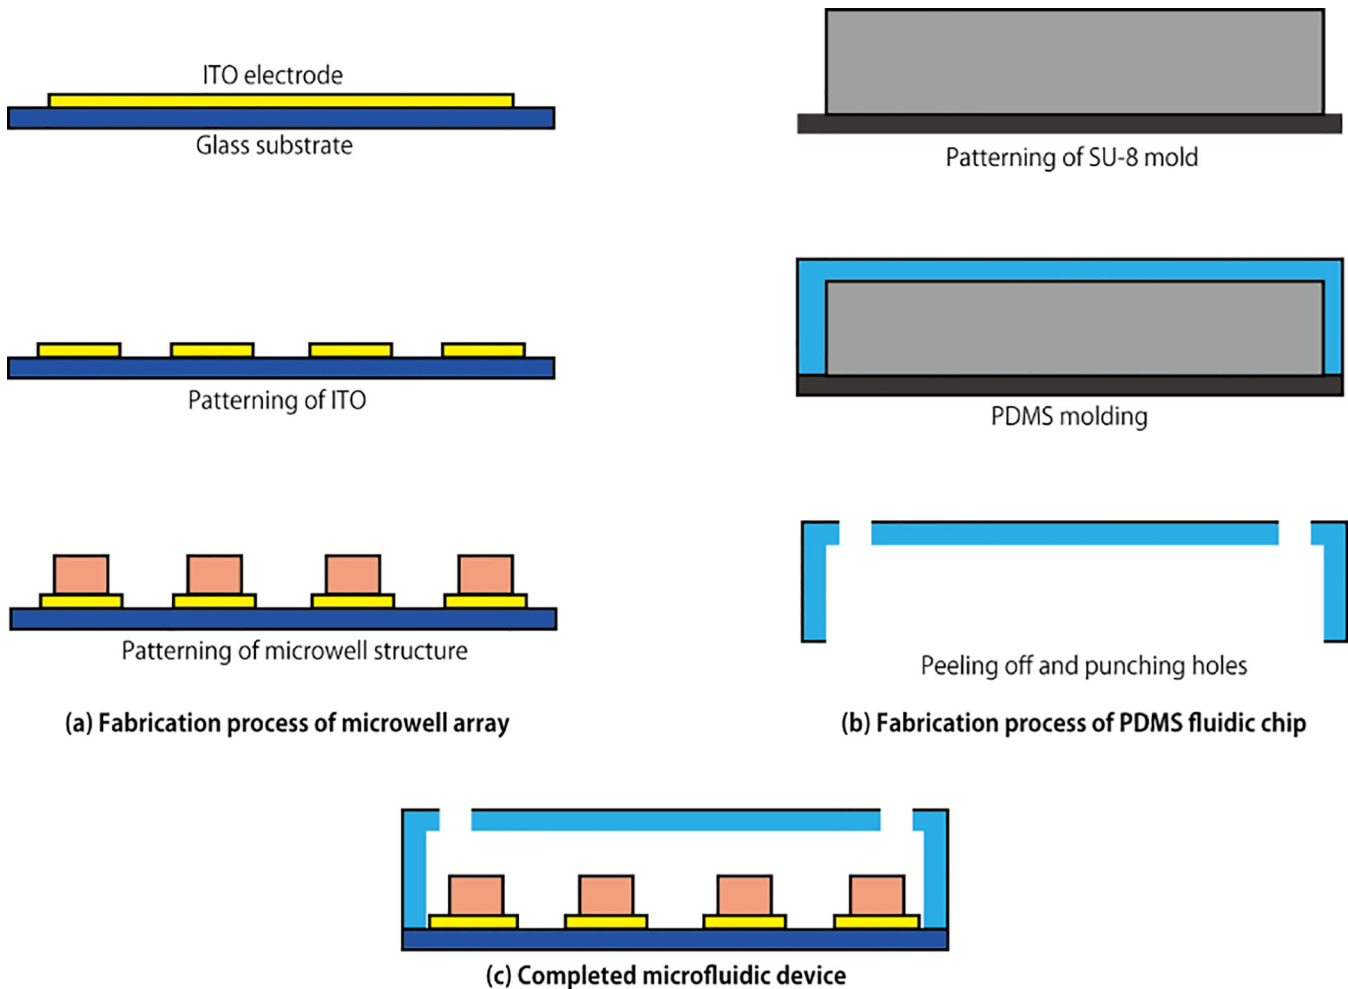 ITO electrode
Glass substrate
Patterning of ITO
Patterning of microwell structure
(a) Fabrication process of microwell array
Patterning of SU-8 mold
PDMS molding
Peeling off and punching holes
(b) Fabrication process of PDMS fluidic chip
(c) Completed microfluidic device